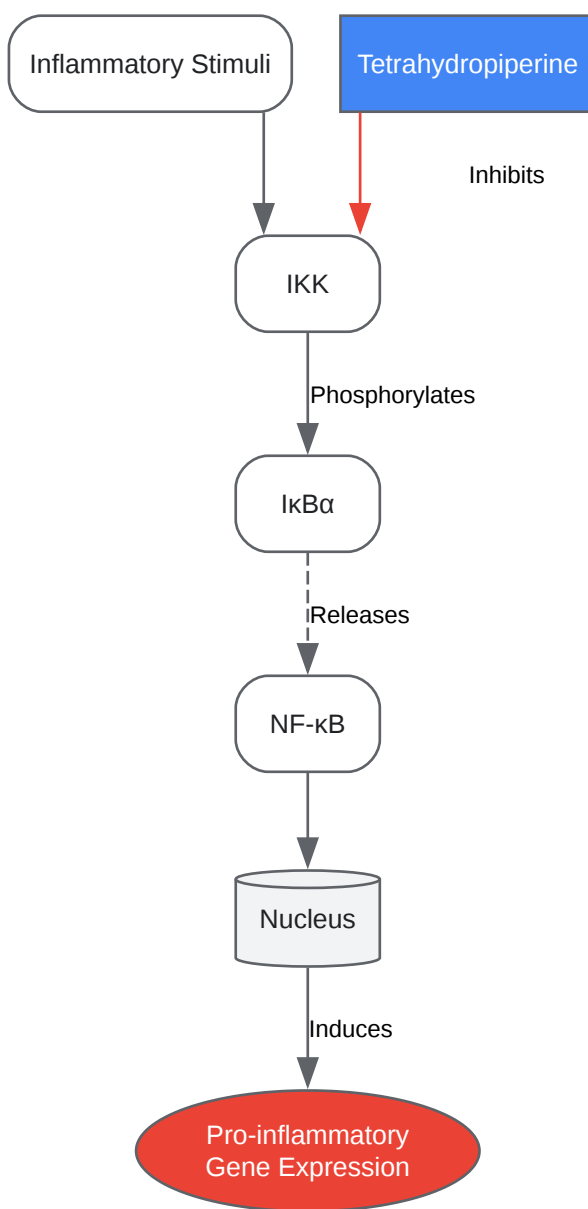 Inflammatory Stimuli
Tetrahydropiperine
Inhibits
IKK
Phosphorylates
IκBα
Releases
NF-κB
Nucleus
Induces
Pro-inflammatory
Gene Expression